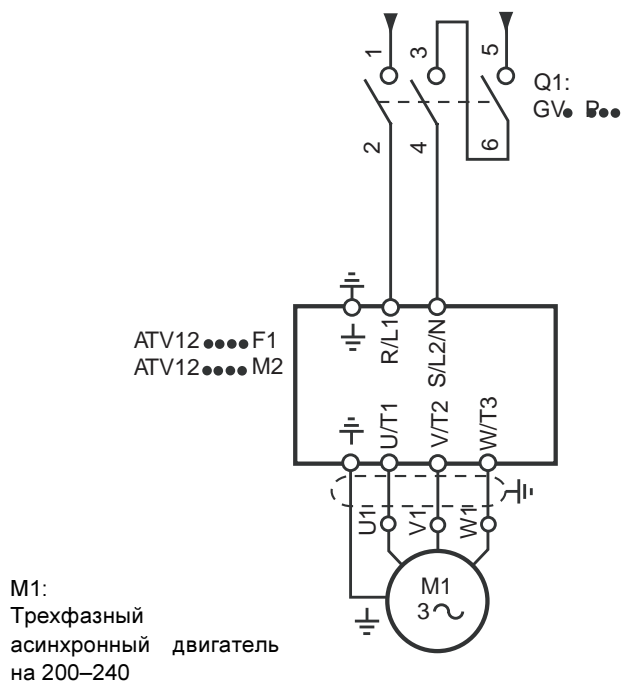 1
3
5
Q1:
GV●  P●●
2
4
6
ATV12●●●●F1
ATV12●●●●M2
R/L1
S/L2/N
U/T1
V/T2
W/T3
U1
V1
W1
M1
3
M1:
Трехфазный
асинхронный двигатель
на 200–240